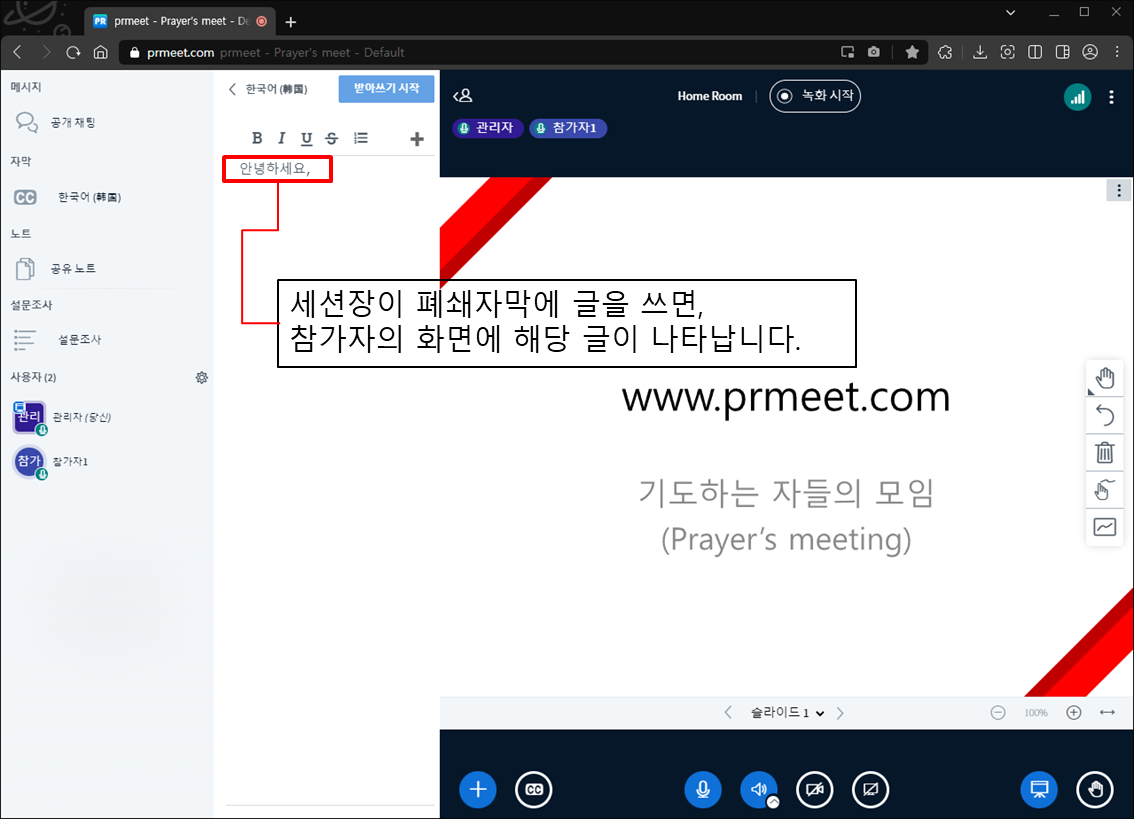 prmeet - Prayer's meet - De
prmeet.com prmeet - Prayer's meet - Default
메시지
공개 채팅
자막
CC 한국어 (韩国)
노트
공유 노트
설문조사
설문조사
사용자 (2)
관리 관리자 (당신)
참가 참가자1
한국어 (韩国)
받아쓰기 시작
B I U S
안녕하세요,
Home Room
녹화 시작
관리자
참가자1
세션장이 폐쇄자막에 글을 쓰면,
참가자의 화면에 해당 글이 나타납니다.
www.prmeet.com
기도하는 자들의 모임
(Prayer's meeting)
슬라이드 1
100%
CC